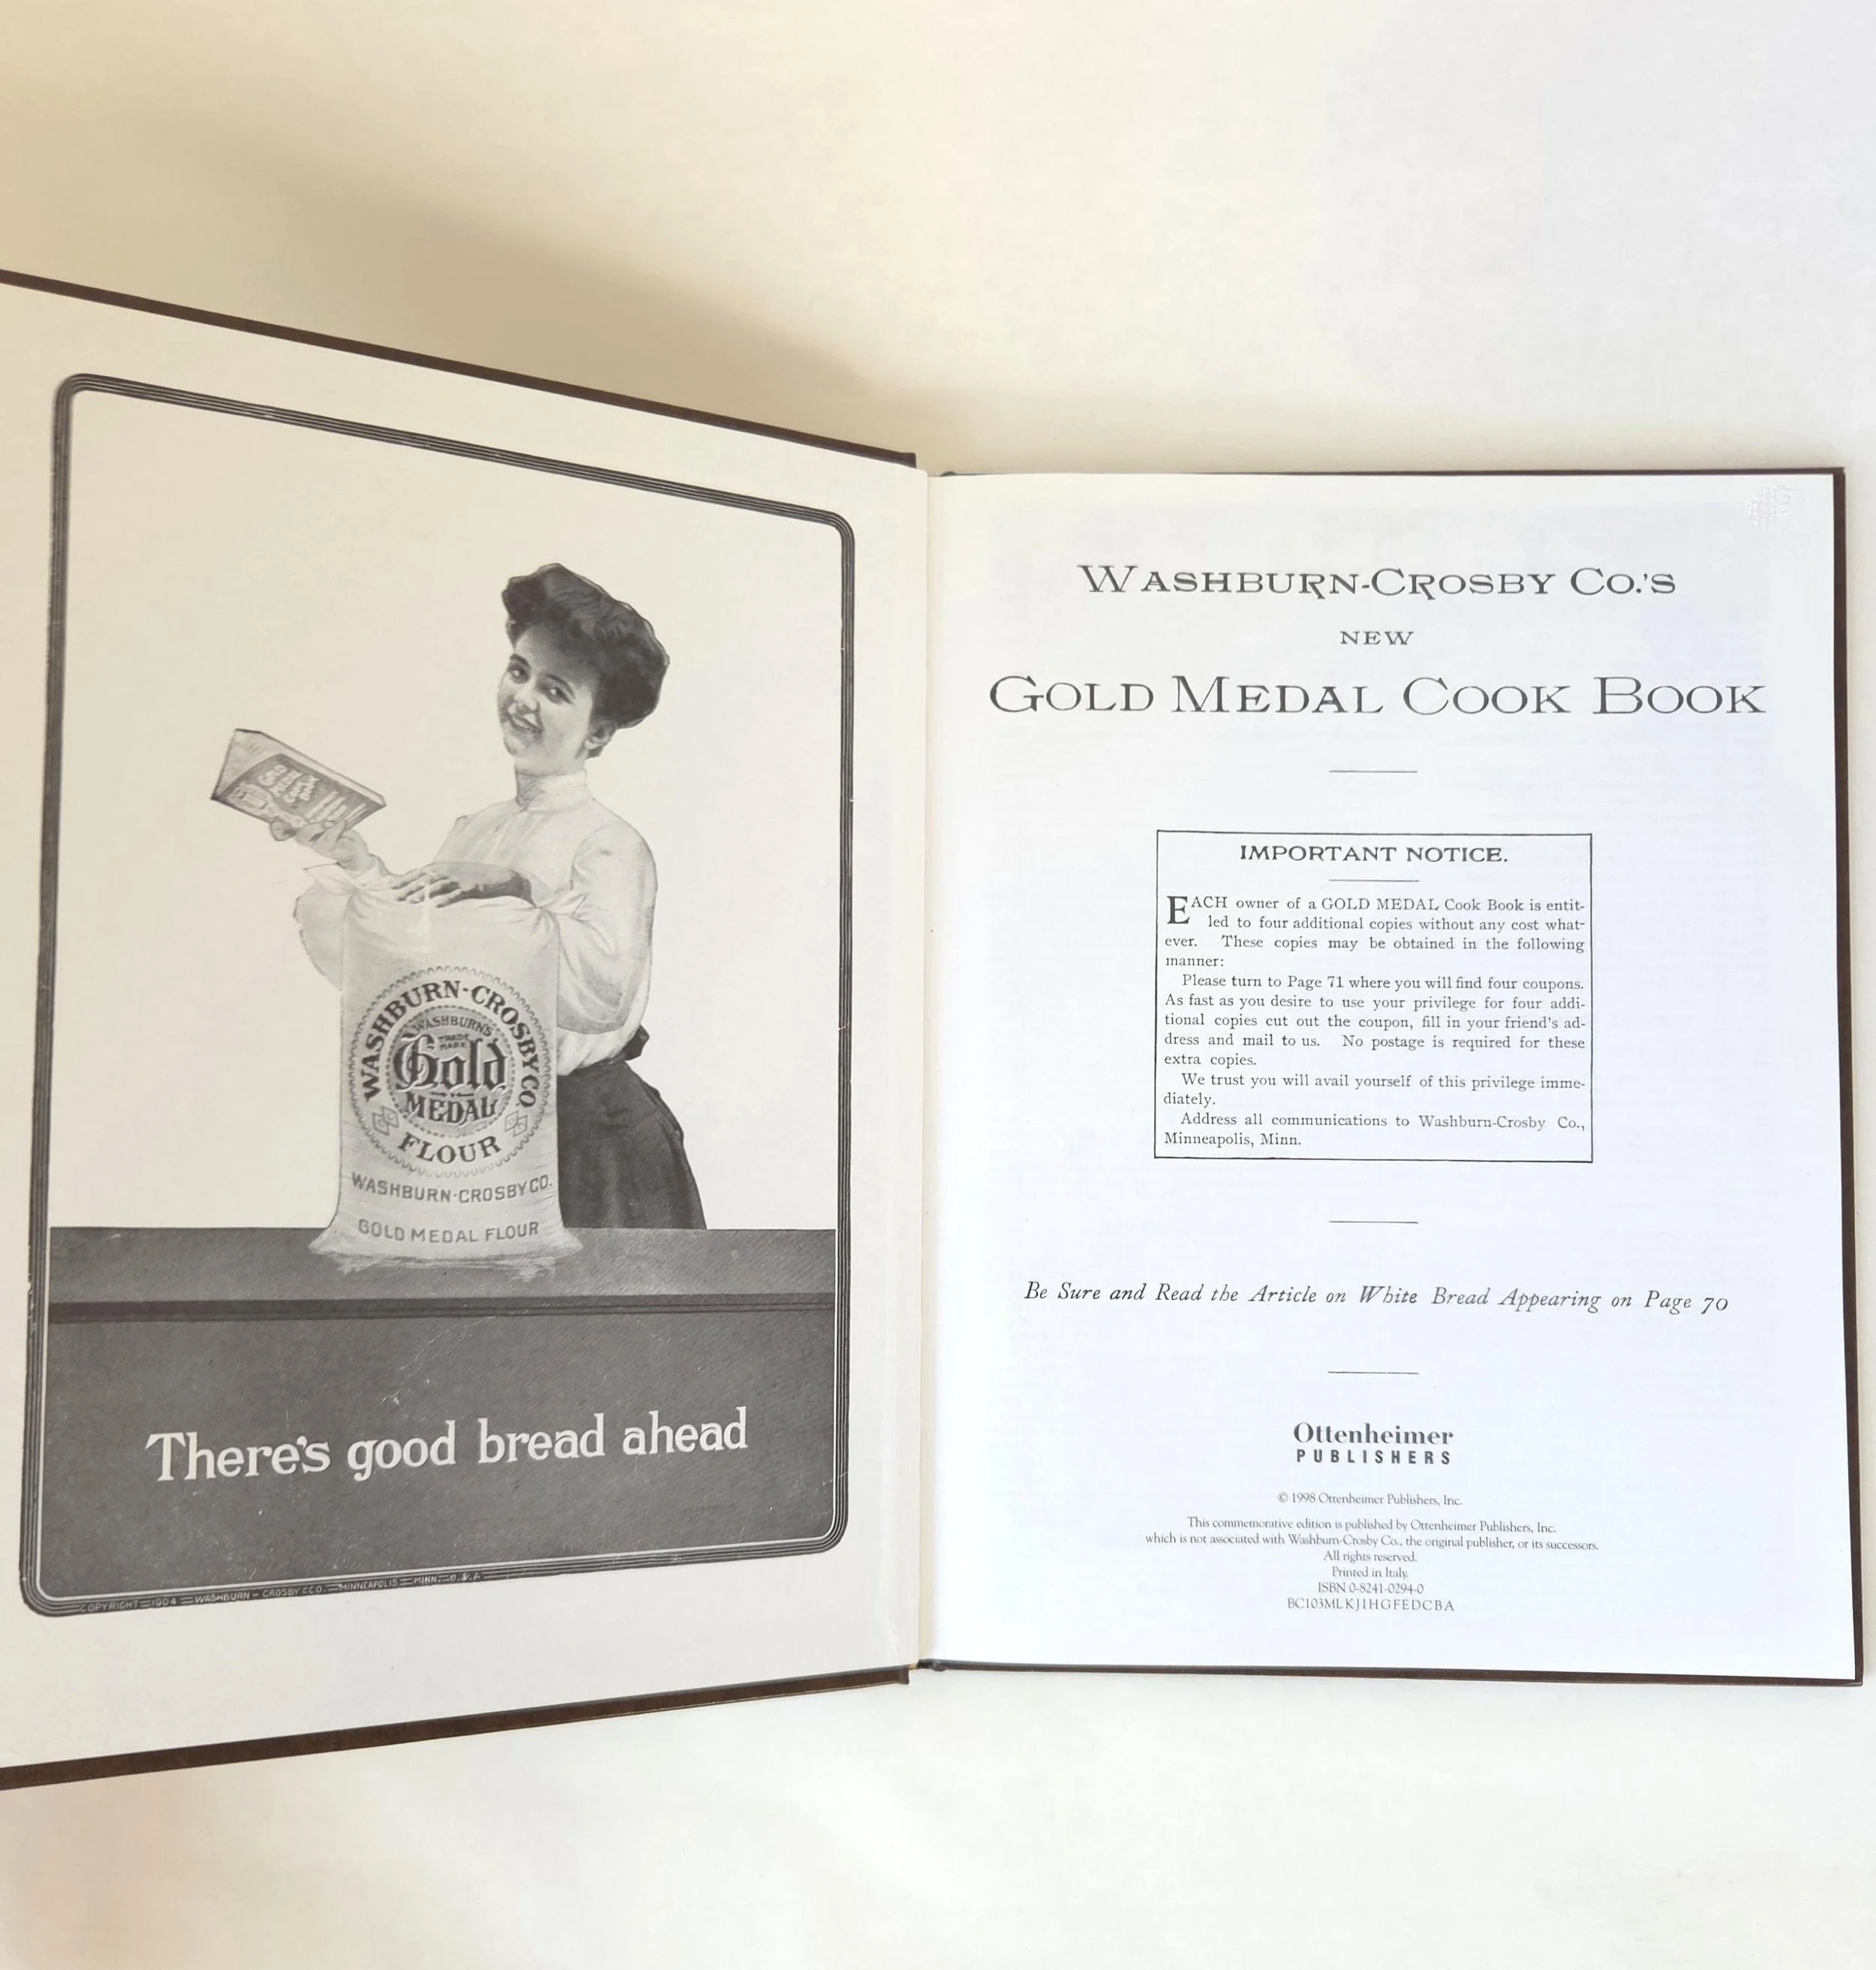 WASHBURN-CROSBY CO.
WASHBURN'S
TRADE
MARK
Gold
MEDAL
FLOUR
WASHBURN-CROSBY CO.
GOLD MEDAL FLOUR
There's good bread ahead
COPYRIGHT=1904=WASHBURN-CROSBY CO.=MINNEAPOLIS=MINN.=U.S.A
WASHBURN-CROSBY CO.'S
NEW
GOLD MEDAL COOK BOOK
IMPORTANT NOTICE.
EACH owner of a GOLD MEDAL Cook Book is entit-
led to four additional copies without any cost what-
ever. These copies may be obtained in the following
manner:
Please turn to Page 71 where you will find four coupons.
As fast as you desire to use your privilege for four addi-
tional copies cut out the coupon, fill in your friend's ad-
dress and mail to us. No postage is required for these
extra copies.
We trust you will avail yourself of this privilege imme-
diately.
Address all communications to Washburn-Crosby Co.,
Minneapolis, Minn.
Be Sure and Read the Article on White Bread Appearing on Page 70
Ottenheimer
PUBLISHERS
© 1998 Ottenheimer Publishers, Inc.
This commemorative edition is published by Ottenheimer Publishers, Inc.
which is not associated with Washburn-Crosby Co., the original publisher, or its successors.
All rights reserved.
Printed in Italy.
ISBN 0-8241-0294-0
BC103MLKJIHGFEDCBA